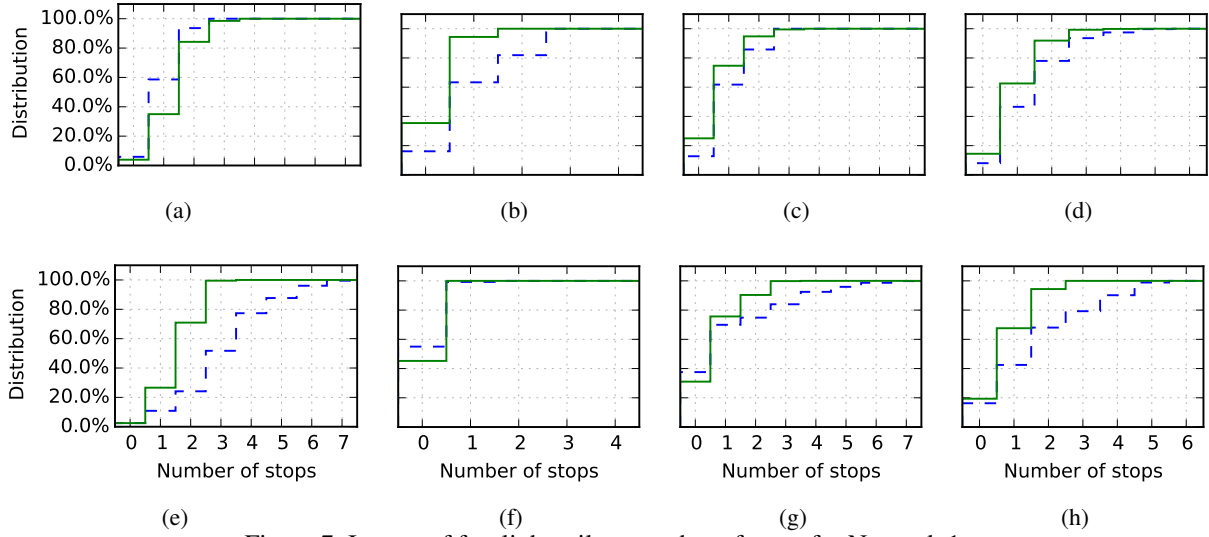 100.0%
80.0%
60.0%
40.0%
20.0%
0.0%
Distribution
(a) (b) (c) (d)
100.0%
80.0%
60.0%
40.0%
20.0%
0.0%
Distribution
0 1 2 3 4 5 6 7 0 1 2 3 4 0 1 2 3 4 5 6 7 0 1 2 3 4 5 6
Number of stops Number of stops Number of stops Number of stops
(e) (f) (g) (h)